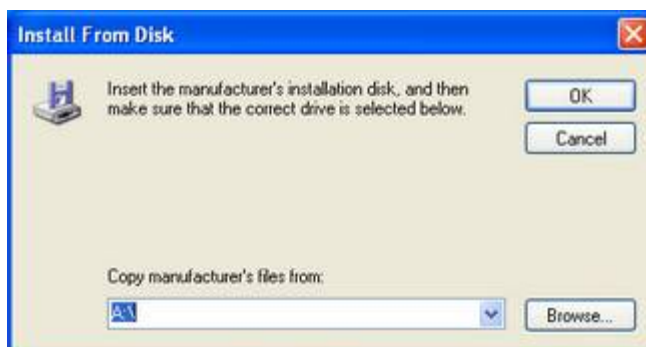 Install From Disk
Insert the manufacturer's installation disk, and then
make sure that the correct drive is selected below.
OK
Cancel
Copy manufacturer's files from:
A:\
Browse...